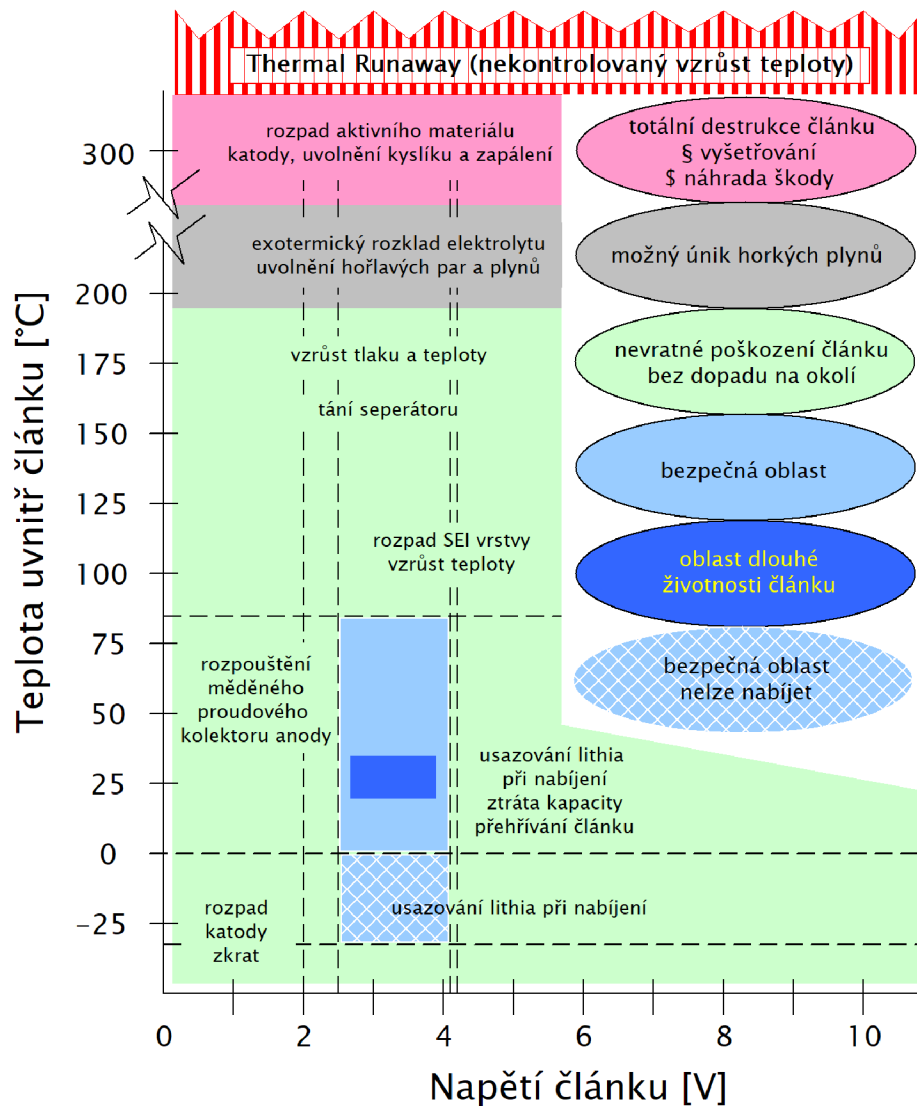 Thermal Runaway (nekontrolovaný vzrůst teploty)
rozpad aktivního materiálu
katody, uvolnění kyslíku a zapálení
exotermický rozklad elektrolytu
uvolnění hořlavých par a plynů
vzrůst tlaku a teploty
tání seperátoru
rozpad SEI vrstvy
vzrůst teploty
rozpouštění
měděného
proudového
kolektoru anody
usazování lithia
při nabíjení
ztráta kapacity
přehřívání článku
usazování lithia při nabíjení
rozpad
katody
zkrat
totální destrukce článku
§ vyšetřování
$ náhrada škody
možný únik horkých plynů
nevratné poškození článku
bez dopadu na okolí
bezpečná oblast
oblast dlouhé
životnosti článku
bezpečná oblast
nelze nabíjet
Teplota uvnitř článku [°C]
300
200
175
150
125
100
75
50
25
0
-25
0
2
4
6
8
10
Napětí článku [V]